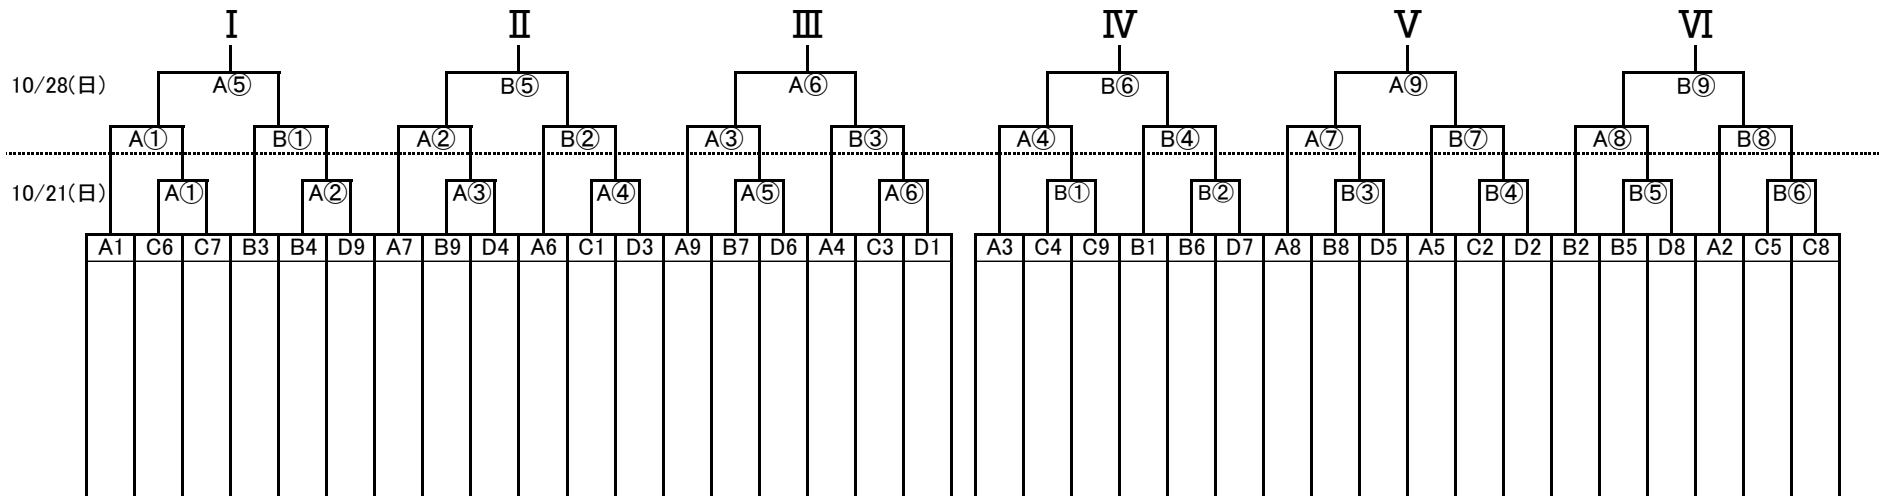 Ⅰ Ⅱ Ⅲ Ⅳ Ⅴ Ⅵ
10/28(日) A⑤ B⑤ A⑥ B⑥ A⑨ B⑨
A① B① A② B② A③ B③ A④ B④ A⑦ B⑦ A⑧ B⑧
10/21(日) A① A② A③ A④ A⑤ A⑥ B① B② B③ B④ B⑤ B⑥
A1 C6 C7 B3 B4 D9 A7 B9 D4 A6 C1 D3 A9 B7 D6 A4 C3 D1 A3 C4 C9 B1 B6 D7 A8 B8 D5 A5 C2 D2 B2 B5 D8 A2 C5 C8